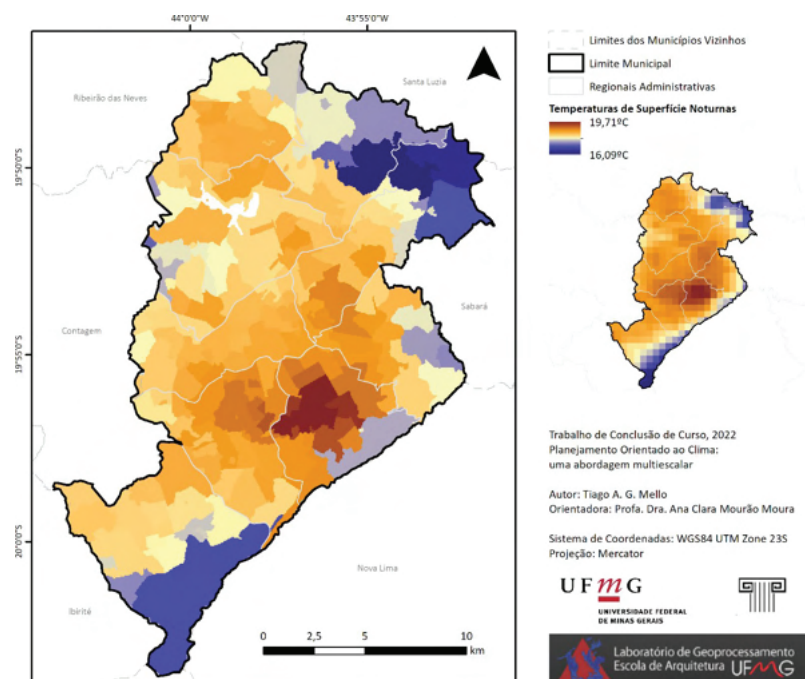 44°0'0"S
43°55'0"S
Ribeirão das Neves
Santa Luzia
19°50'0"S
Sabará
Contagem
19°55'0"S
20°0'0"S
Nova Lima
Ibirité
0 2,5 5 10
km
Limites dos Municípios Vizinhos
Limite Municipal
Regionais Administrativas
Temperaturas de Superfície Noturnas
19,71ºC
16,09ºC
Trabalho de Conclusão de Curso, 2022
Planejamento Orientado ao Clima:
uma abordagem multiescalar
Autor: Tiago A. G. Mello
Orientadora: Profa. Dra. Ana Clara Mourão Moura
Sistema de Coordenadas: WGS84 UTM Zone 23S
Projeção: Mercator
UFmG
UNIVERSIDADE FEDERAL
DE MINAS GERAIS
Laboratório de Geoprocessamento
Escola de Arquitetura UFmG